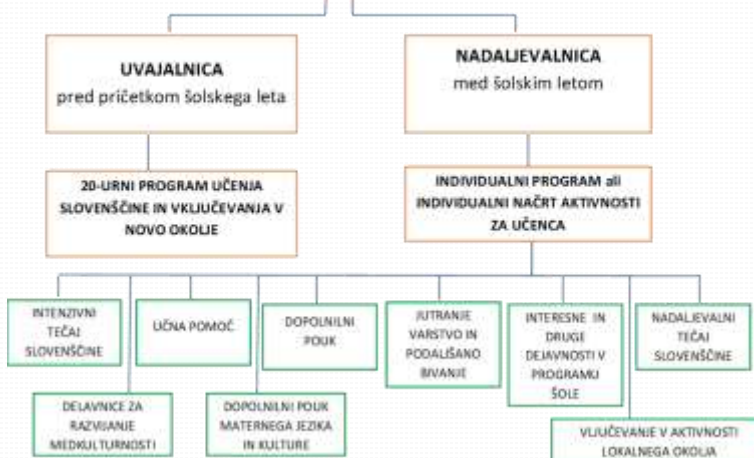 UVAJALNICA
pred pričetkom šolskega leta
NADALJEVALNICA
med šolskim letom
20-URNI PROGRAM UČENJA
SLOVENŠČINE IN VKLJUČEVANJA V
NOVO OKOLJE
INDIVIDUALNI PROGRAM ali
INDIVIDUALNI NAČRT AKTIVNOSTI
ZA UČENCA
INTENZIVNI
TEČAJ
SLOVENŠČINE
UČNA POMOČ
DOPOLNILNI
POUK
JUTRANJE
VARSTVO IN
PODALJŠANO
BIVANJE
INTERESNE IN
DRUGE
DEJAVNOSTI V
PROGRAMU
ŠOLE
NADALJEVALNI
TEČAJ
SLOVENŠČINE
DELAVNICE ZA
RAZVIJANJE
MEDKULTURNOSTI
DOPOLNILNI POUK
MATERNEGA JEZIKA
IN KULTURE
VLJUČEVANJE V AKTIVNOSTI
LOKALNEGA OKOLJA